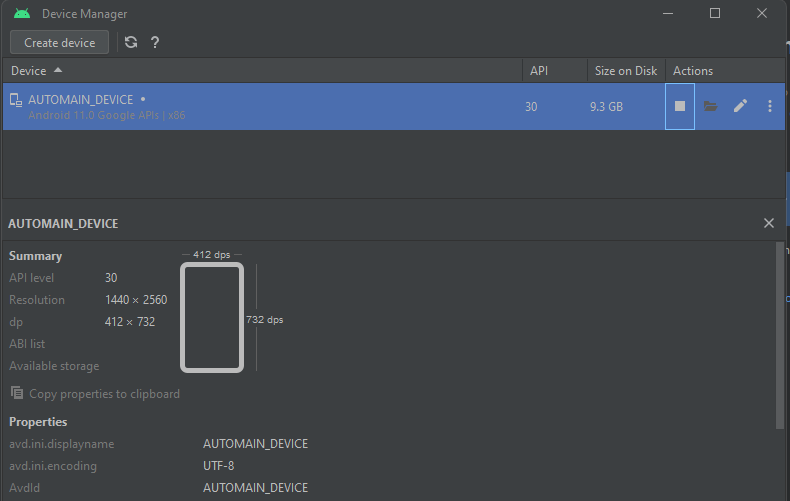 Device Manager
Create device
?
Device API Size on Disk Actions
AUTOMAIN_DEVICE •
Android 11.0 Google APIs | x86
30 9.3 GB
AUTOMAIN_DEVICE
Summary
412 dps
API level 30
Resolution 1440 × 2560
dp 412 × 732
732 dps
ABI list
Available storage
Copy properties to clipboard
Properties
avd.ini.displayname AUTOMAIN_DEVICE
avd.ini.encoding UTF-8
AvdId AUTOMAIN_DEVICE